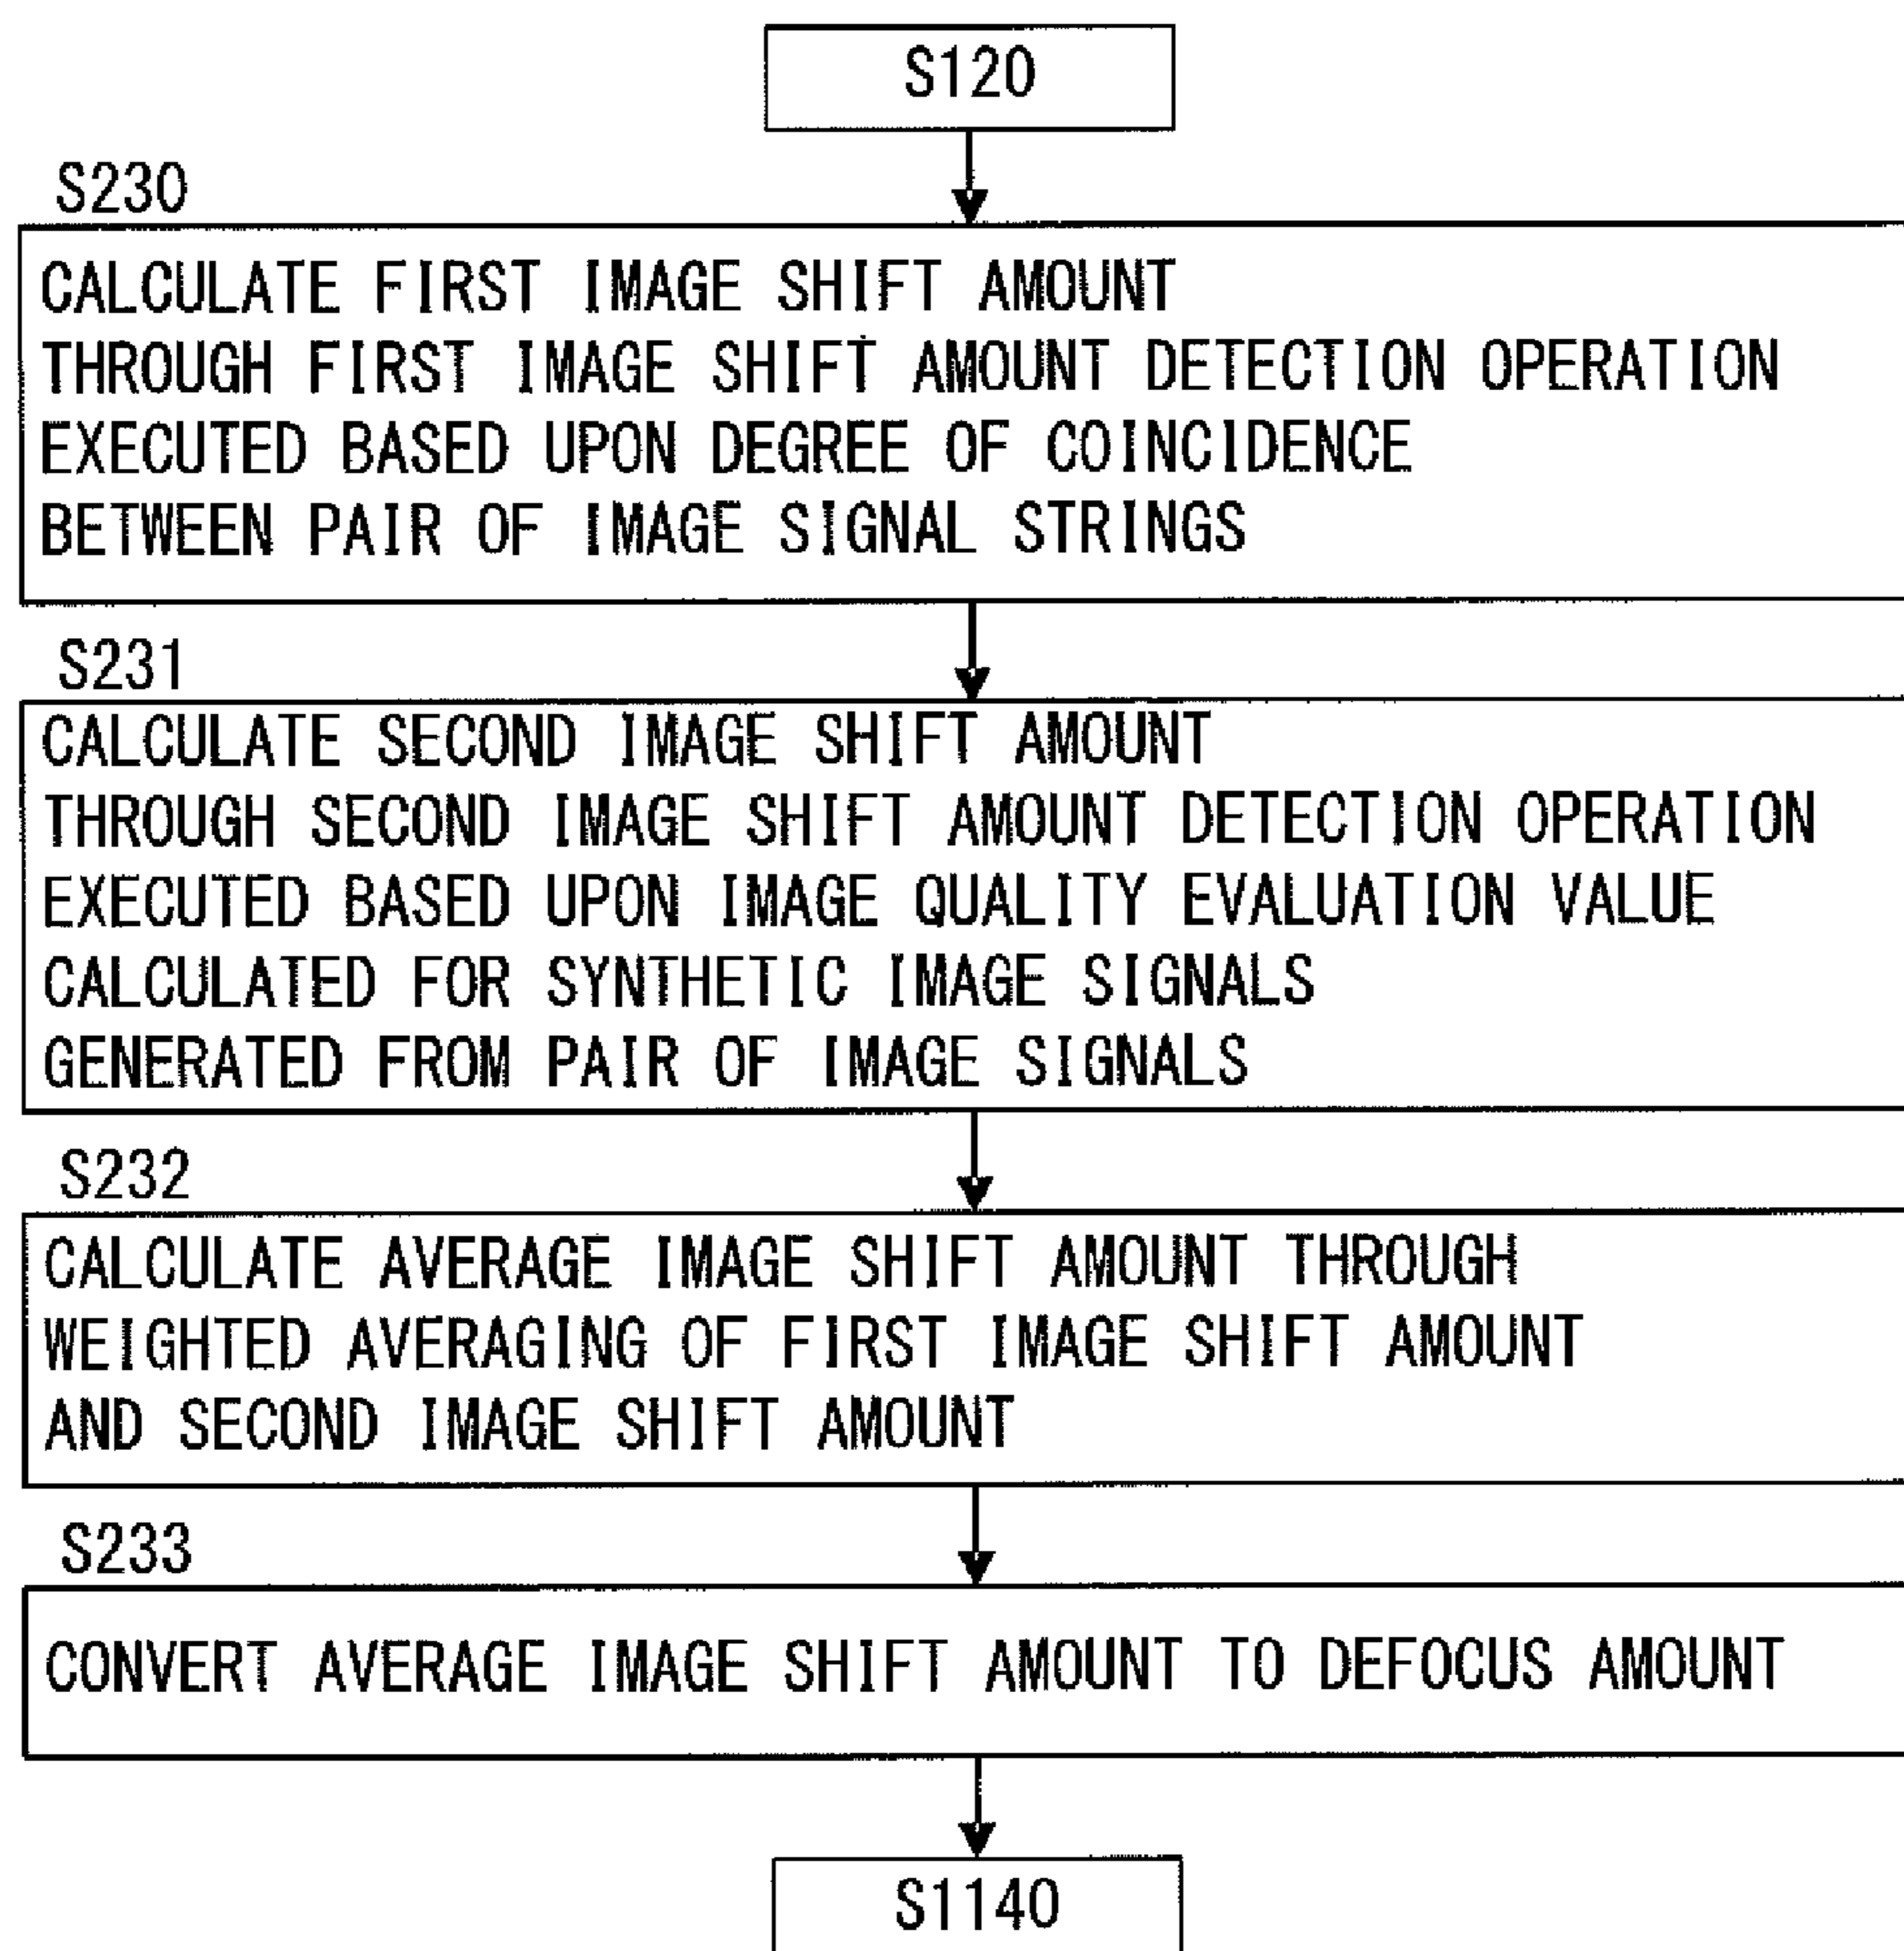 S120
S230
CALCULATE FIRST IMAGE SHIFT AMOUNT
THROUGH FIRST IMAGE SHIFT AMOUNT DETECTION OPERATION
EXECUTED BASED UPON DEGREE OF COINCIDENCE
BETWEEN PAIR OF IMAGE SIGNAL STRINGS
S231
CALCULATE SECOND IMAGE SHIFT AMOUNT
THROUGH SECOND IMAGE SHIFT AMOUNT DETECTION OPERATION
EXECUTED BASED UPON IMAGE QUALITY EVALUATION VALUE
CALCULATED FOR SYNTHETIC IMAGE SIGNALS
GENERATED FROM PAIR OF IMAGE SIGNALS
S232
CALCULATE AVERAGE IMAGE SHIFT AMOUNT THROUGH
WEIGHTED AVERAGING OF FIRST IMAGE SHIFT AMOUNT
AND SECOND IMAGE SHIFT AMOUNT
S233
CONVERT AVERAGE IMAGE SHIFT AMOUNT TO DEFOCUS AMOUNT
S1140